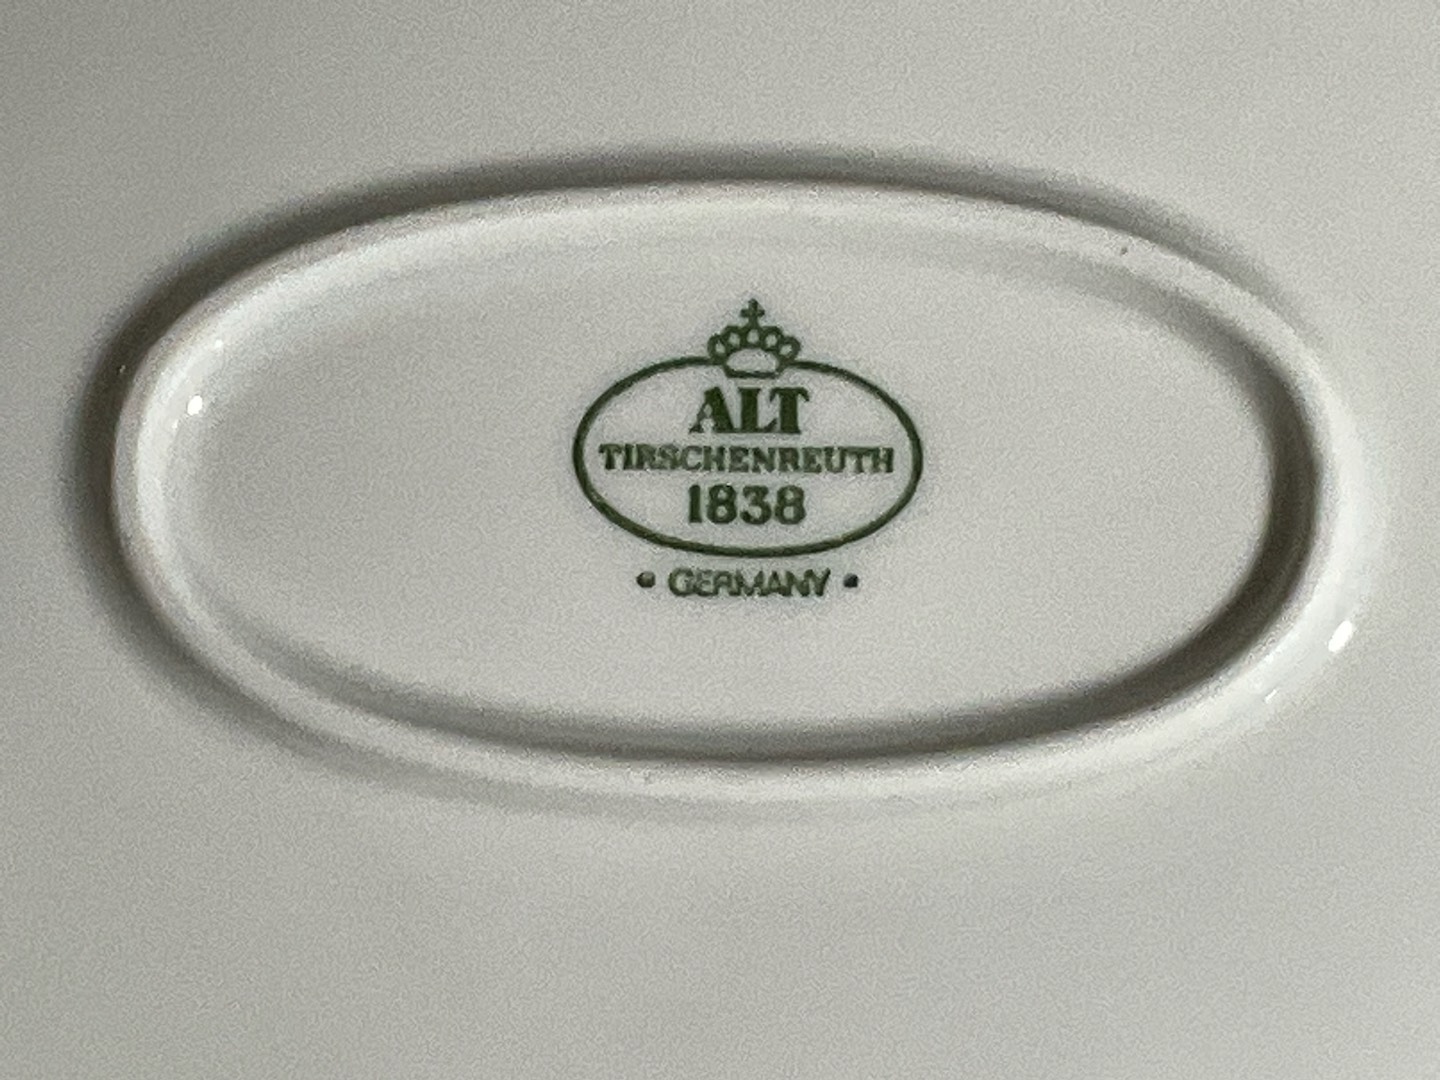 ALT
TIRSCHENREUTH
1838
• GERMANY •